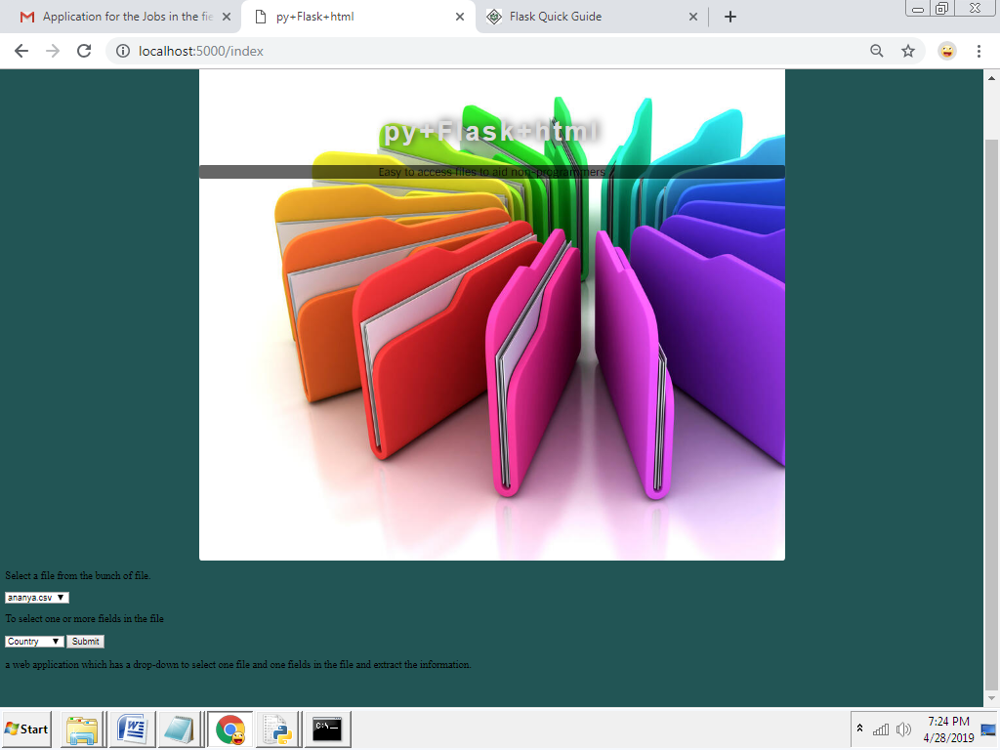 Application for the Jobs in the fie
py+Flask+html
Flask Quick Guide
localhost:5000/index
py+Flask+html
Easy to access files to aid non-programmers
Select a file from the bunch of file.
ananya.csv
To select one or more fields in the file
Country Submit
a web application which has a drop-down to select one file and one fields in the file and extract the information.
Start
C:\_
7:24 PM
4/28/2019